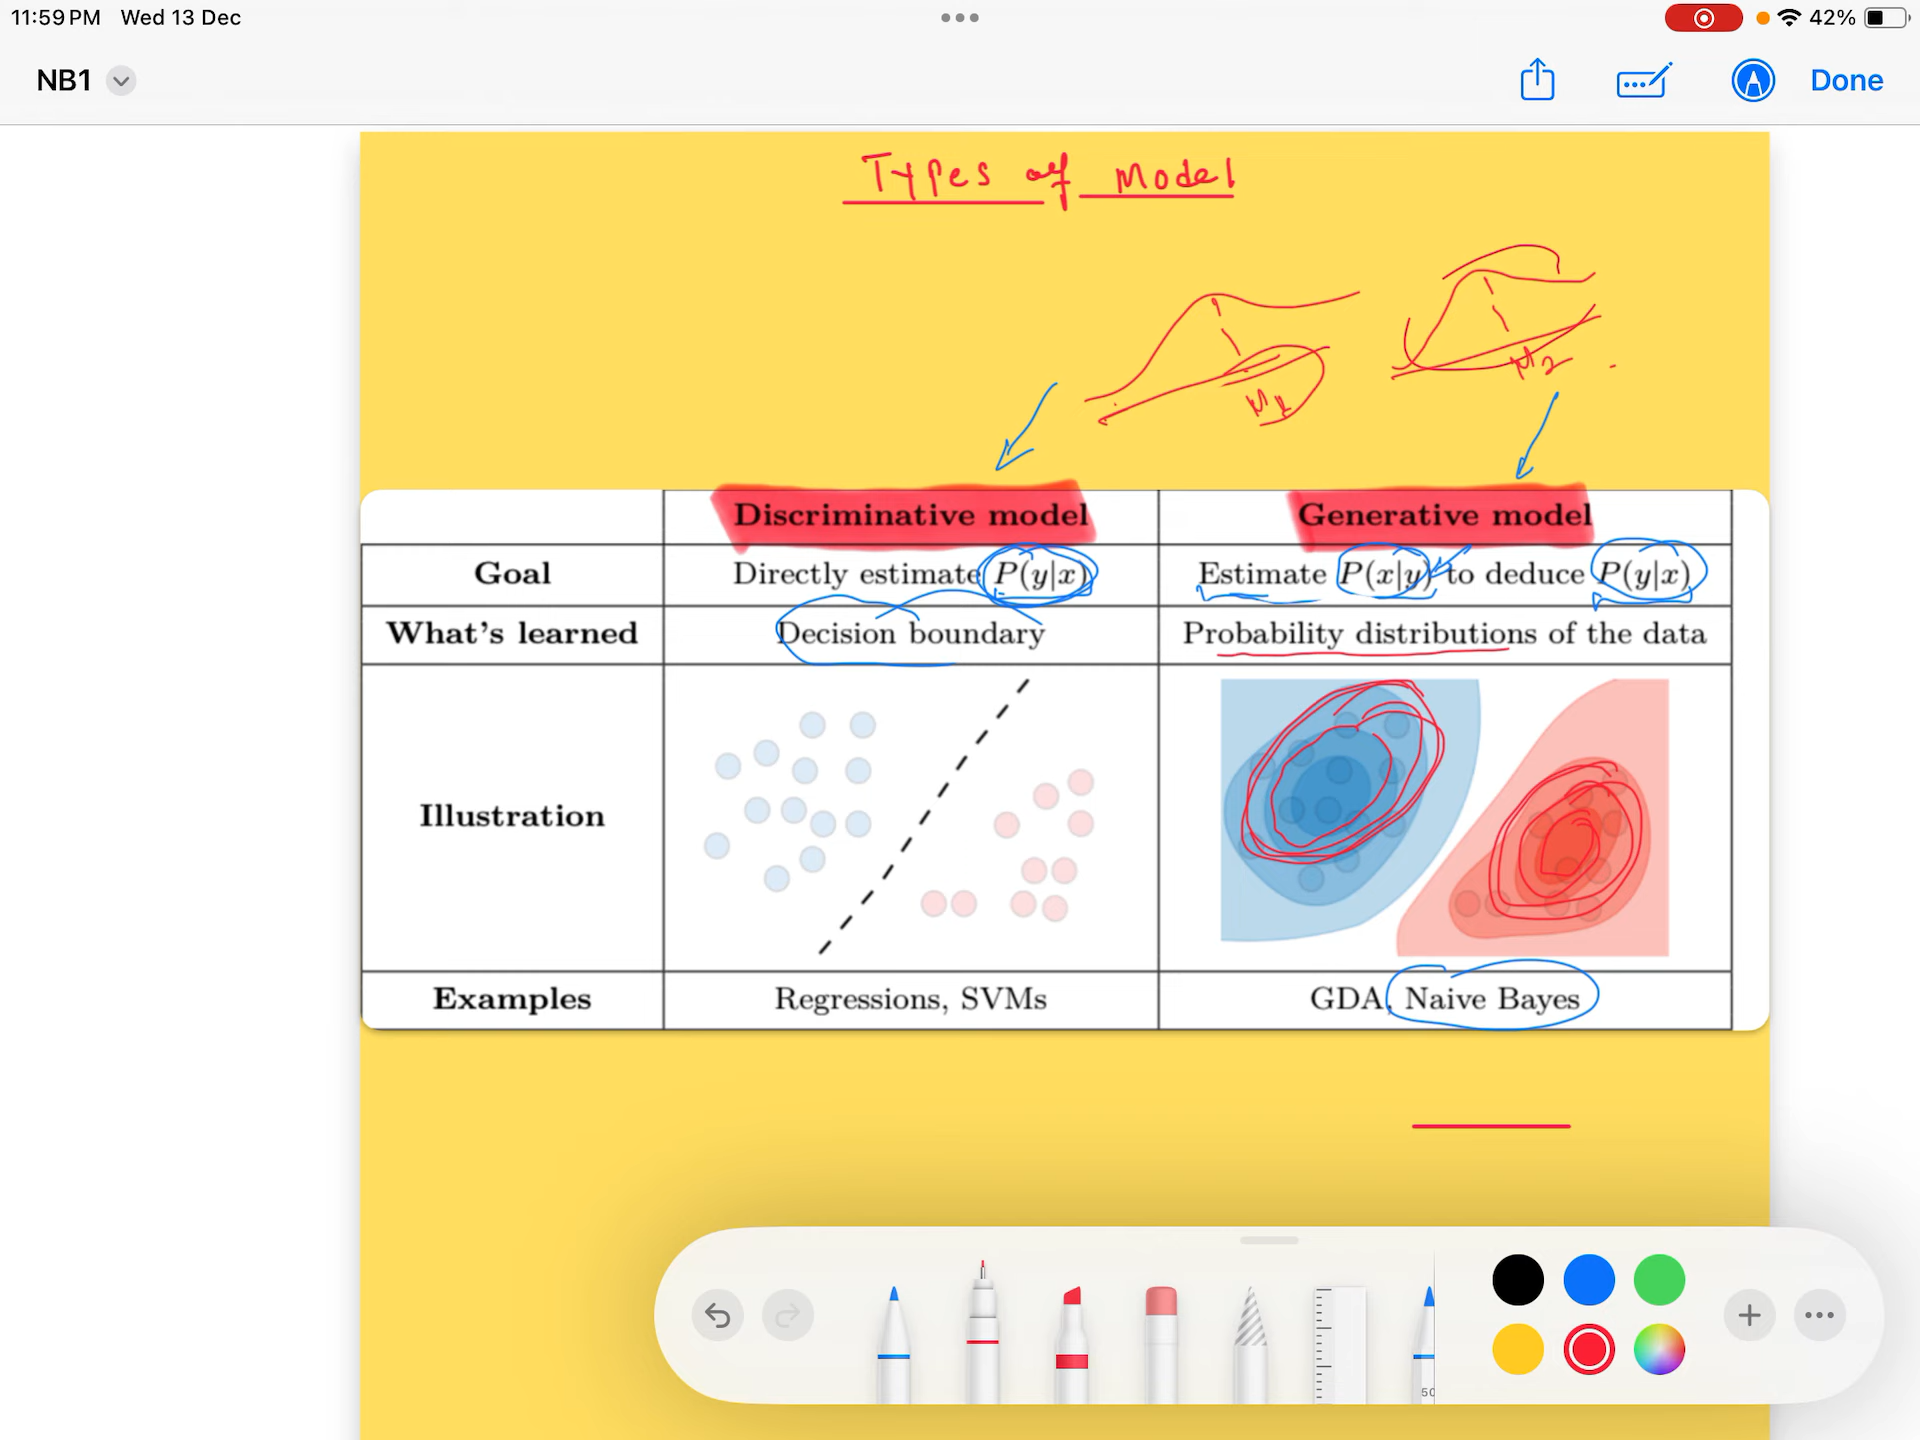 11:59 PM Wed 13 Dec
42%
NB1
Done
Types of Model
M2
Discriminative model Generative model
Goal Directly estimate P(y|x) Estimate P(x|y) to deduce P(y|x)
What's learned Decision boundary Probability distributions of the data
Illustration
Examples Regressions, SVMs GDA, Naive Bayes
50